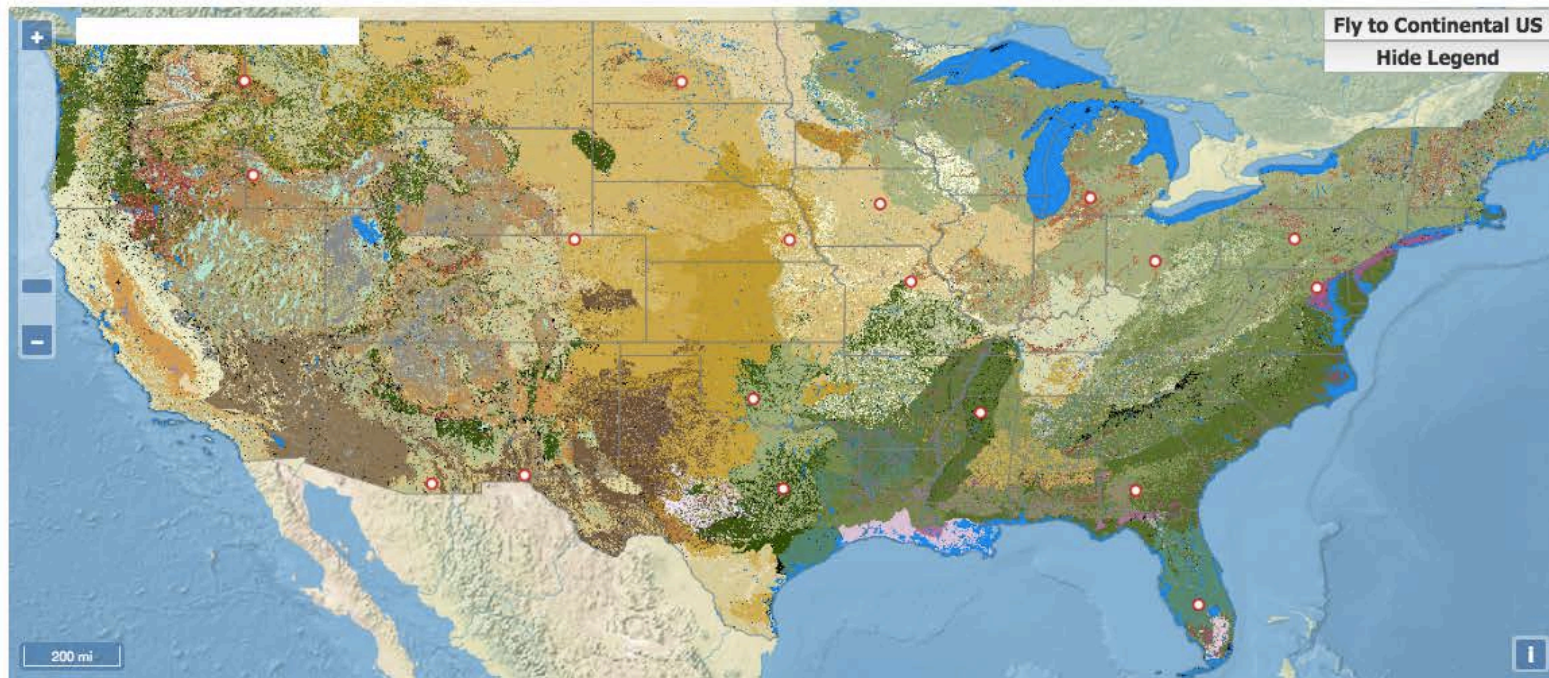 +
Fly to Continental US
Hide Legend
−
200 mi
i